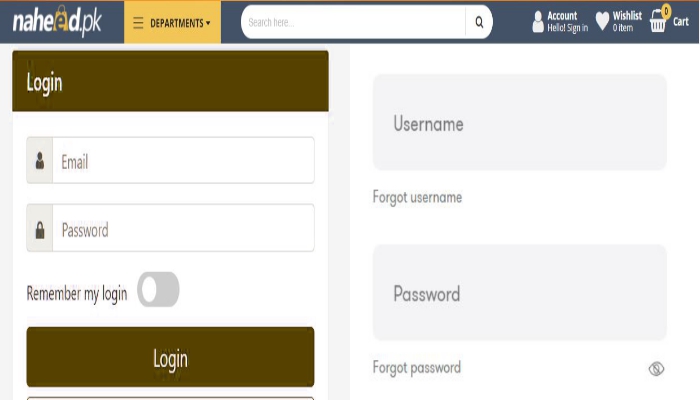 naheed.pk
DEPARTMENTS
Search here...
Account
Hello! Sign in
Wishlist
0 item
0
Cart
Login
Email
Password
Remember my login
Login
Username
Forgot username
Password
Forgot password